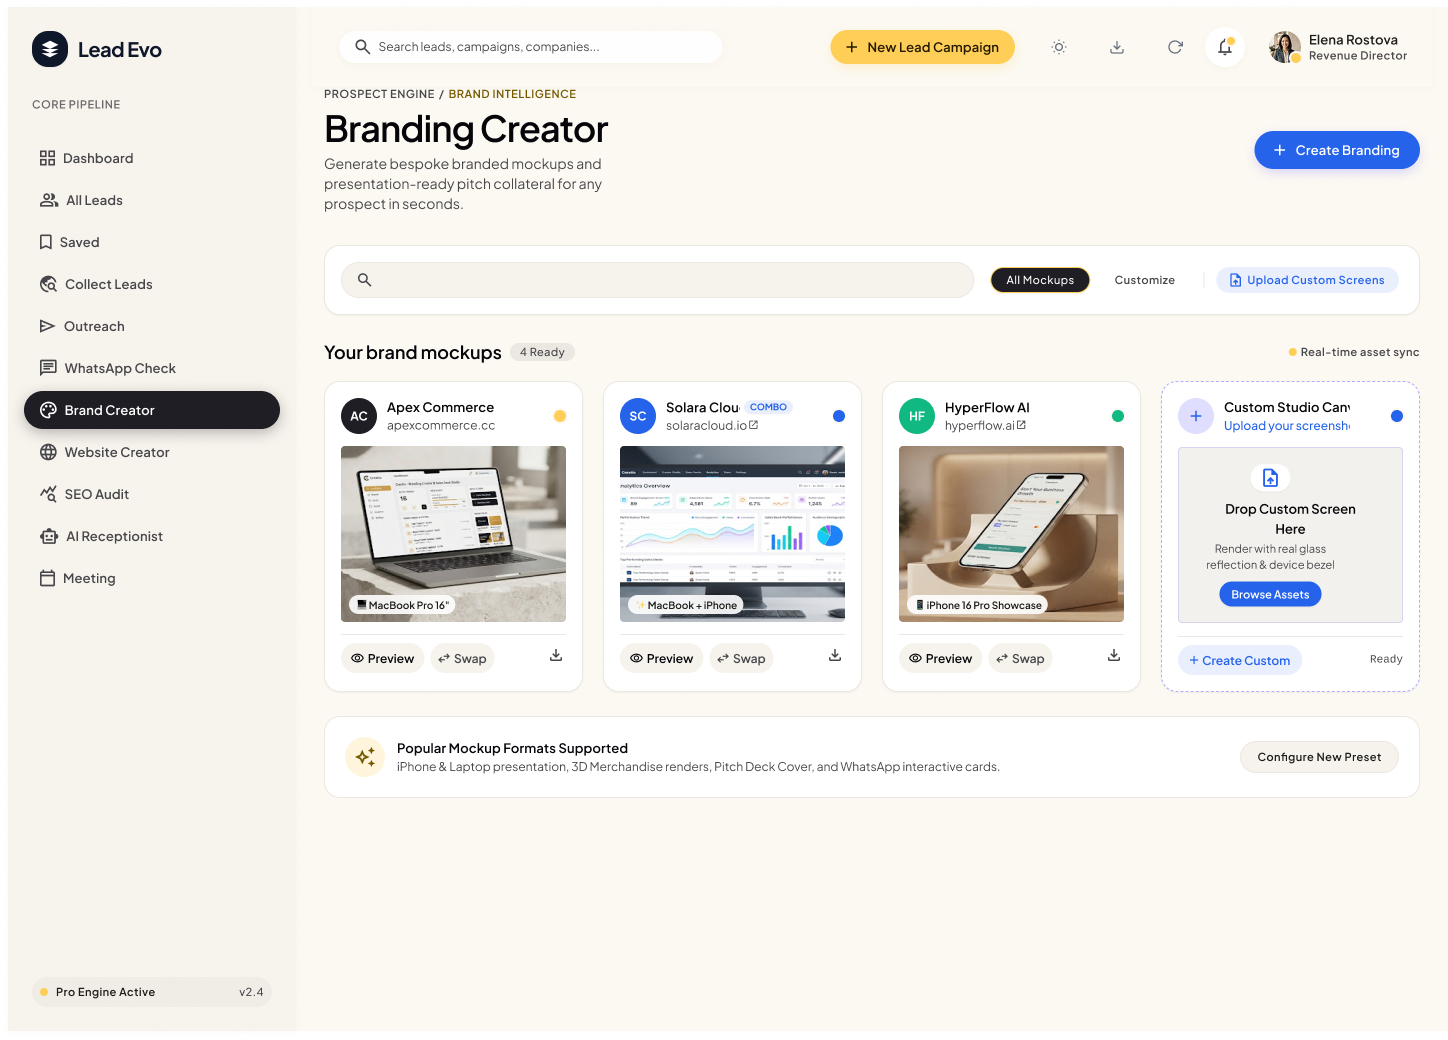 Lead Evo
Search leads, campaigns, companies...
New Lead Campaign
Elena Rostova
Revenue Director
CORE PIPELINE
Dashboard
All Leads
Saved
Collect Leads
Outreach
WhatsApp Check
Brand Creator
Website Creator
SEO Audit
AI Receptionist
Meeting
Pro Engine Active
v2.4
PROSPECT ENGINE / BRAND INTELLIGENCE
Branding Creator
Generate bespoke branded mockups and
presentation-ready pitch collateral for any
prospect in seconds.
Create Branding
All Mockups
Customize
Upload Custom Screens
Your brand mockups
4 Ready
Real-time asset sync
AC
Apex Commerce
apexcommerce.cc
MacBook Pro 16"
Preview
Swap
SC
Solara Clou
COMBO
solaracloud.io
nalytics Overview
MacBook + iPhone
Preview
Swap
HF
HyperFlow AI
hyperflow.ai
iPhone 16 Pro Showcase
Preview
Swap
Custom Studio Can
Upload your screensh
Drop Custom Screen
Here
Render with real glass
reflection & device bezel
Browse Assets
+ Create Custom
Ready
Popular Mockup Formats Supported
iPhone & Laptop presentation, 3D Merchandise renders, Pitch Deck Cover, and WhatsApp interactive cards.
Configure New Preset